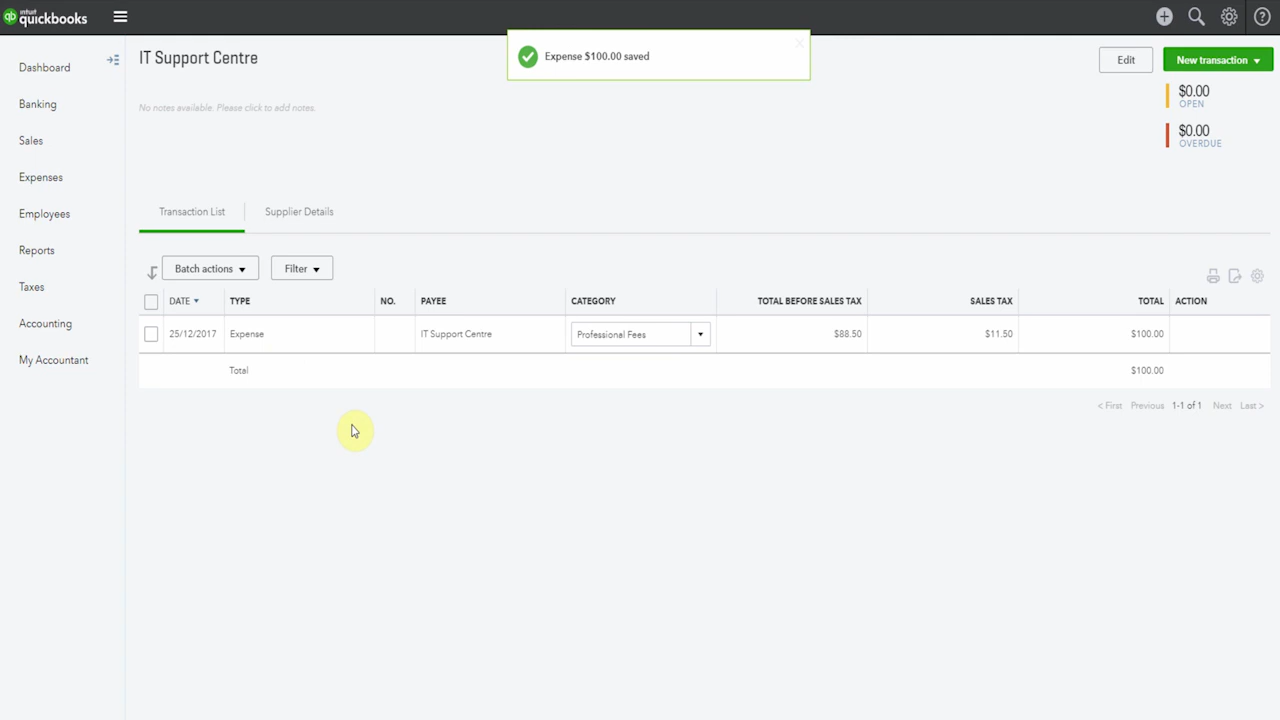 intuit
quickbooks
Expense $100.00 saved
IT Support Centre
Edit
New transaction
No notes available. Please click to add notes.
$0.00
OPEN
$0.00
OVERDUE
Dashboard
Banking
Sales
Expenses
Employees
Reports
Taxes
Accounting
My Accountant
Transaction List
Supplier Details
Batch actions
Filter
DATE TYPE NO. PAYEE CATEGORY TOTAL BEFORE SALES TAX SALES TAX TOTAL ACTION
25/12/2017 Expense IT Support Centre Professional Fees $88.50 $11.50 $100.00
Total $100.00
< First Previous 1-1 of 1 Next Last >